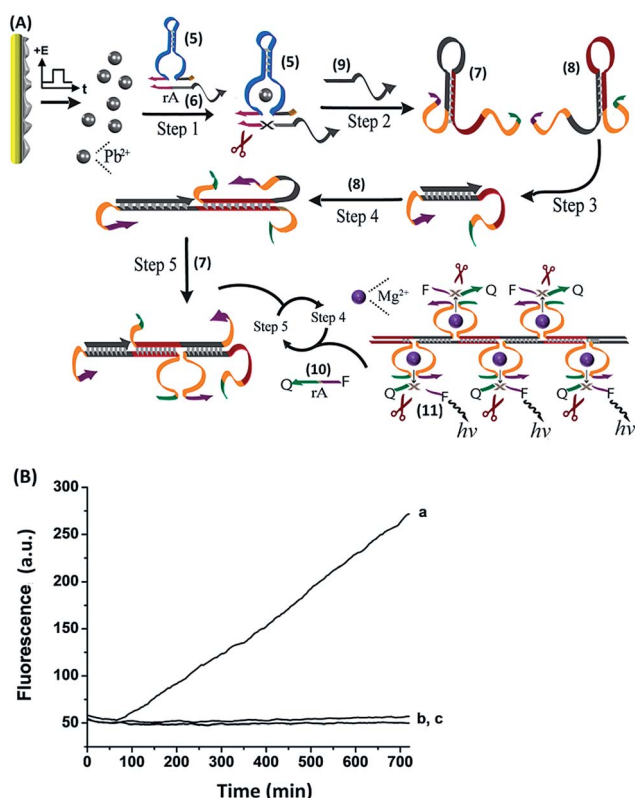 (A)
+E
t
Pb2+
(5)
rA (6)
Step 1
(5)
(9)
Step 2
(7)
(8)
Step 3
(8)
Step 4
Step 5 (7)
Step 5 Step 4
(10)
Q F
rA
Mg2+
F Q F Q
Q F Q F Q F
(11)
hν hν hν
(B)
Fluorescence (a.u.)
300
250
200
150
100
50
a
b, c
0 100 200 300 400 500 600 700
Time (min)